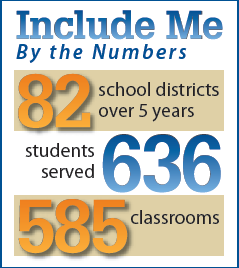 Include Me
By the Numbers
82 school districts
over 5 years
students
served 636
585 classrooms